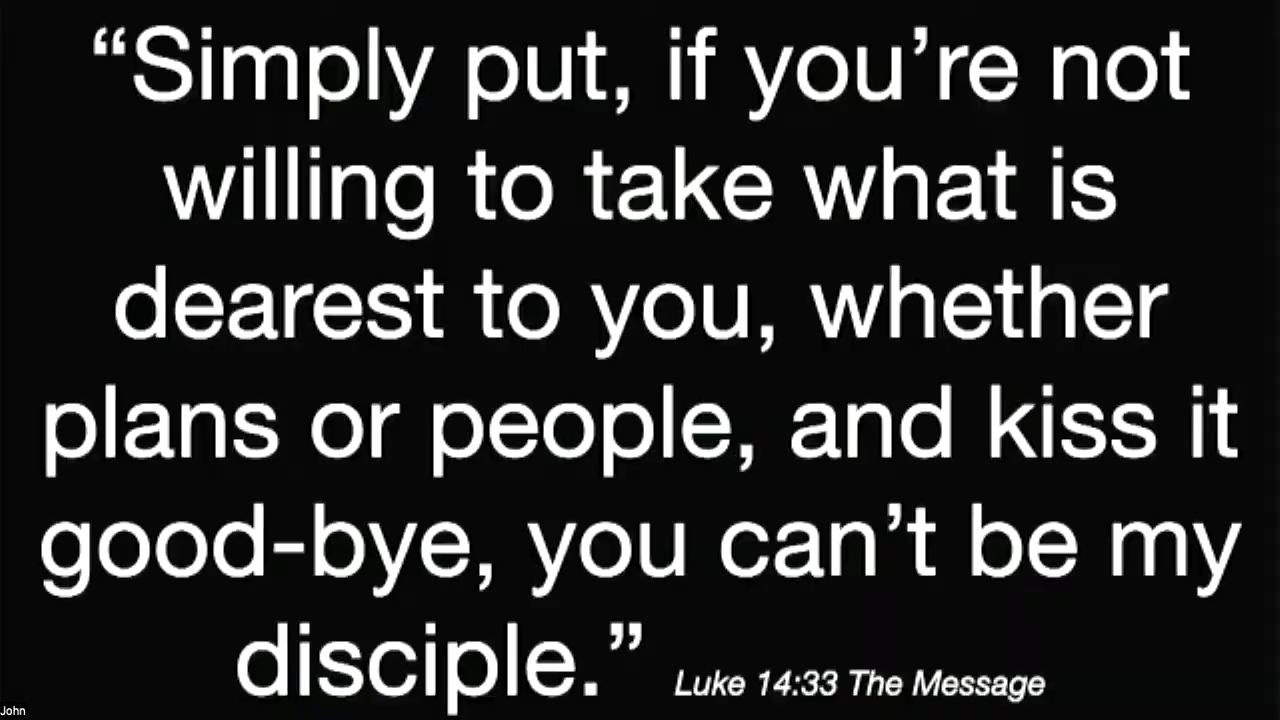 “Simply put, if you’re not
willing to take what is
dearest to you, whether
plans or people, and kiss it
good-bye, you can’t be my
disciple.” Luke 14:33 The Message
John